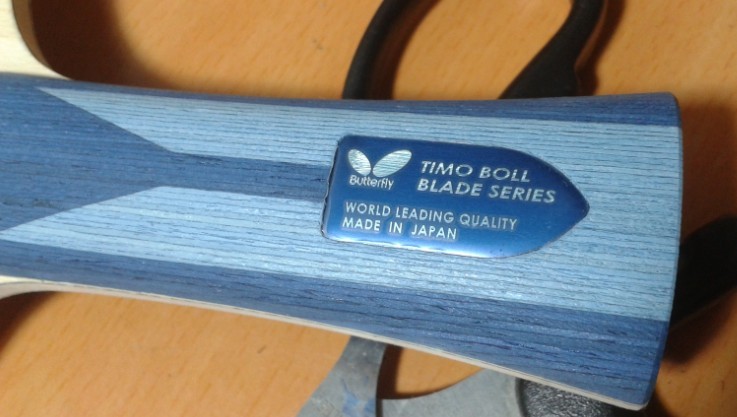 Butterfly
TIMO BOLL
BLADE SERIES
WORLD LEADING QUALITY
MADE IN JAPAN